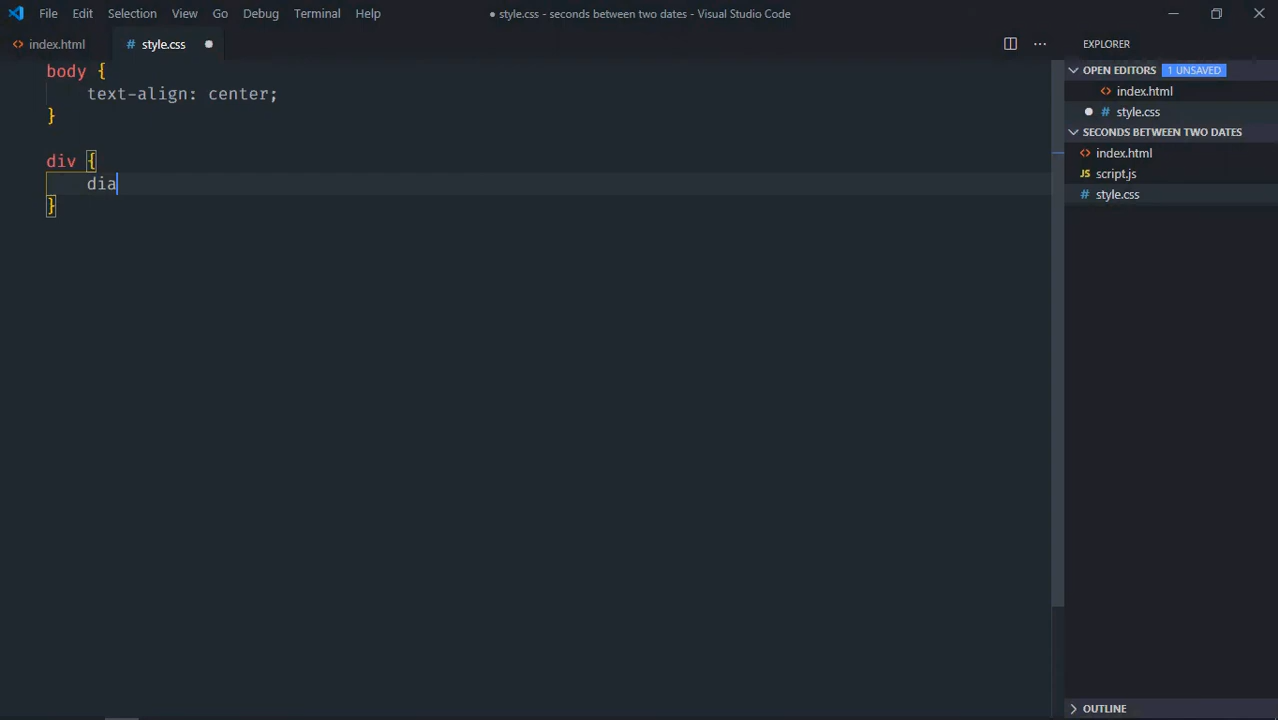 File Edit Selection View Go Debug Terminal Help
● style.css - seconds between two dates - Visual Studio Code
index.html # style.css
EXPLORER
OPEN EDITORS 1 UNSAVED
index.html
# style.css
SECONDS BETWEEN TWO DATES
index.html
JS script.js
# style.css
OUTLINE
body {
text-align: center;
}
div {
dia
}